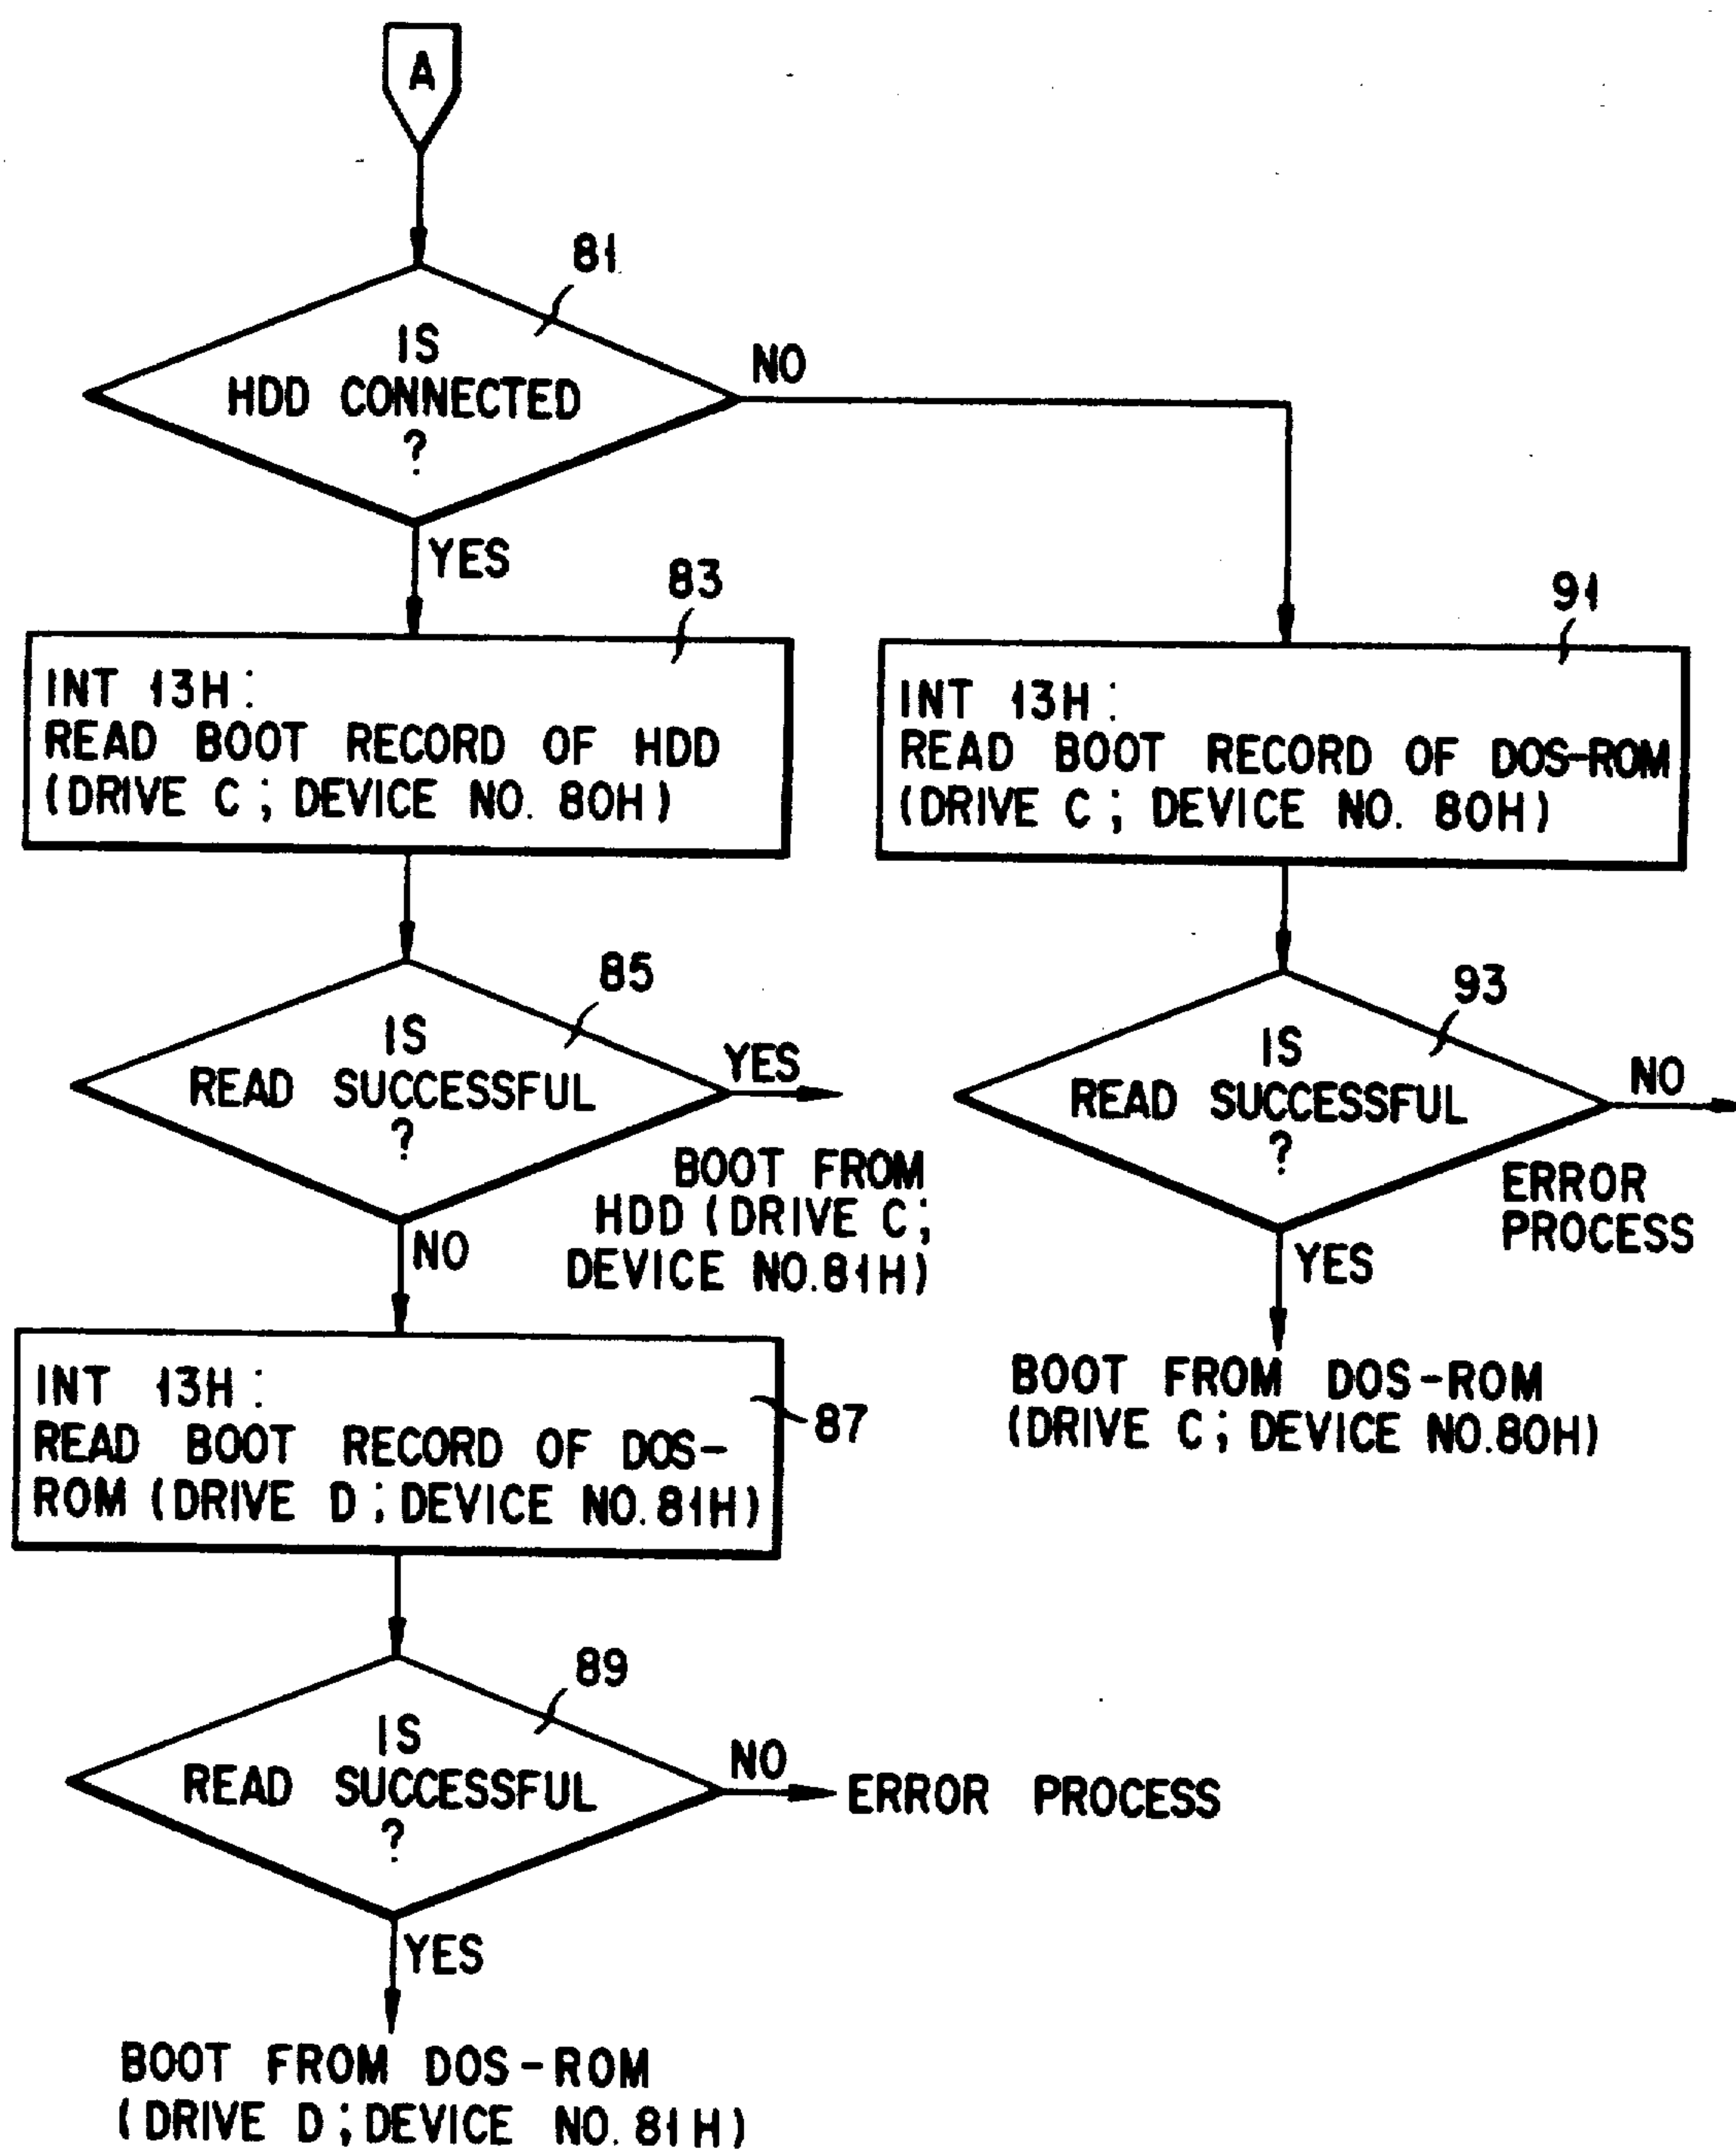 A
81
IS
HDD CONNECTED
?
NO
YES
83
INT 13H:
READ BOOT RECORD OF HDD
(DRIVE C; DEVICE NO. 80H)
91
INT 13H:
READ BOOT RECORD OF DOS-ROM
(DRIVE C; DEVICE NO. 80H)
85
IS
READ SUCCESSFUL
?
YES
BOOT FROM
HDD (DRIVE C;
DEVICE NO.81H)
NO
93
IS
READ SUCCESSFUL
?
NO
ERROR
PROCESS
YES
BOOT FROM DOS-ROM
(DRIVE C; DEVICE NO.80H)
INT 13H:
READ BOOT RECORD OF DOS-
ROM (DRIVE D; DEVICE NO.81H)
87
89
IS
READ SUCCESSFUL
?
NO
ERROR PROCESS
YES
BOOT FROM DOS-ROM
(DRIVE D; DEVICE NO.81H)